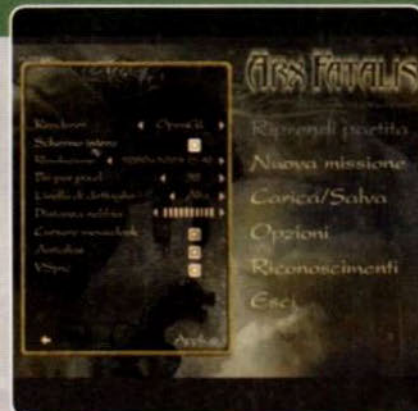 ARX FATALIS
Renderer OpenGL
Schermo intero
Risoluzione
Bit per pixel 32
Livello di dettaglio Alto
Distanza nebbia
Cursore
Antialias
VSync
Applica
Riprendi partita
Nuova missione
Carica/Salva
Opzioni
Riconoscimenti
Esci